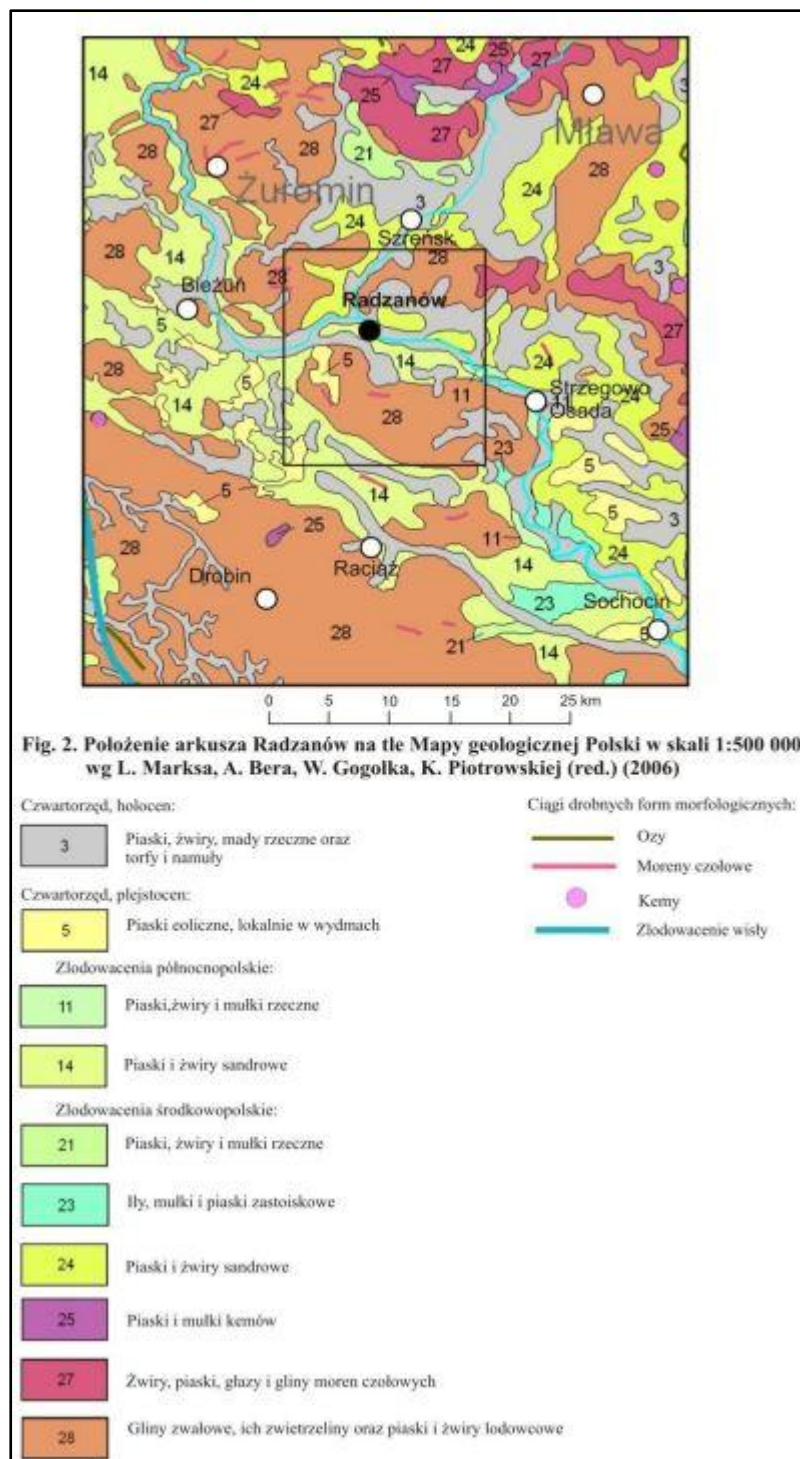 14
24
25
27
27
3
27
25
Mława
28
28
21
27
28
Żuromin
24
3
24
28
14
Szreńsk
28
28
Bieżuń
Radzanów
3
27
5
14
24
5
28
14
11
Strzegowo
11
Osada
24
28
23
25
5
5
14
5
3
25
11
24
28
Raciąż
14
Drobin
23
Sochocin
28
21
14
5
0 5 10 15 20 25 km
Fig. 2. Położenie arkusza Radzanów na tle Mapy geologicznej Polski w skali 1:500 000
wg L. Marksa, A. Bera, W. Gogołka, K. Piotrowskiej (red.) (2006)
Czwartorzęd, holocen:
3 Piaski, żwiry, mady rzeczne oraz
torfy i namuły
Czwartorzęd, plejstocen:
5 Piaski eoliczne, lokalnie w wydmach
Zlodowacenia północnopolskie:
11 Piaski,żwiry i mułki rzeczne
14 Piaski i żwiry sandrowe
Zlodowacenia środkowopolskie:
21 Piaski, żwiry i mułki rzeczne
23 Iły, mułki i piaski zastoiskowe
24 Piaski i żwiry sandrowe
25 Piaski i mułki kemów
27 Żwiry, piaski, głazy i gliny moren czołowych
28 Gliny zwałowe, ich zwietrzeliny oraz piaski i żwiry lodowcowe
Ciągi drobnych form morfologicznych:
Ozy
Moreny czołowe
Kemy
Zlodowacenie wisły